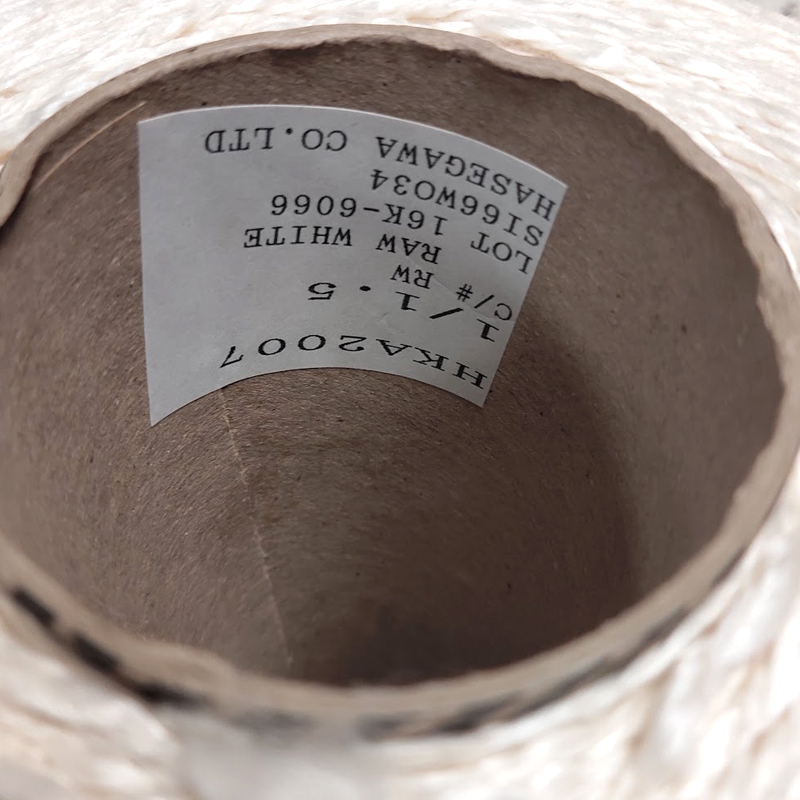 HKA2007
1/1.5
C/# RW
RAW WHITE
LOT 16K-6066
SI66W034
HASEGAWA CO.LTD